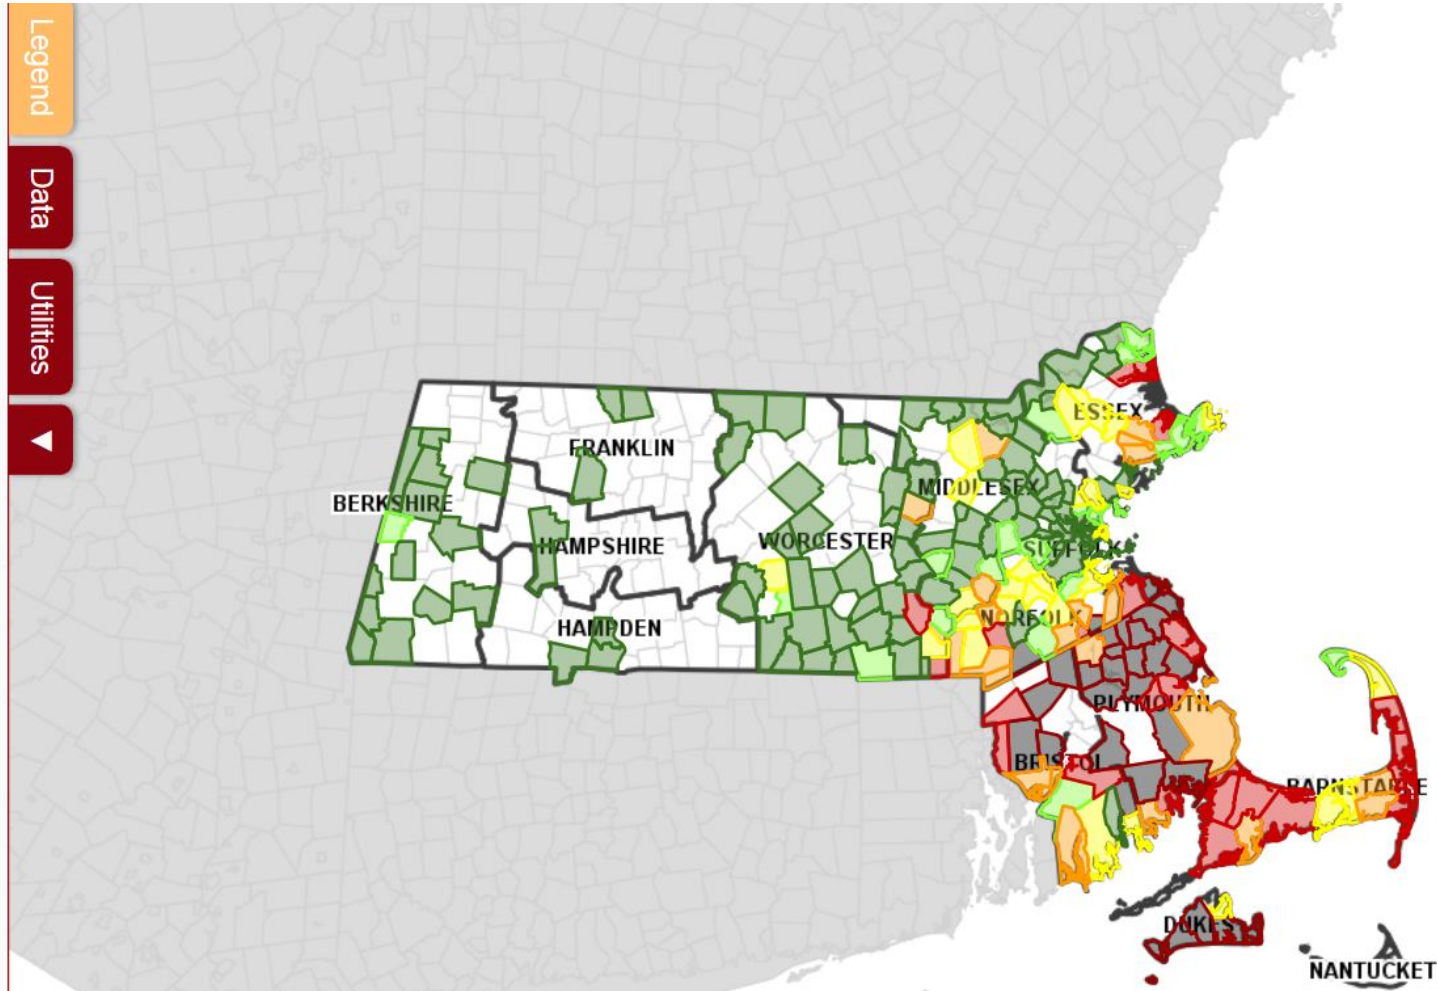 Legend
Data
Utilities
ESSEX
FRANKLIN
MIDDLESEX
BERKSHIRE
WORCESTER
HAMPSHIRE
SUFFOLK
NORFOLK
HAMPDEN
PLYMOUTH
BRISTOL
BARNSTABLE
DUKES
NANTUCKET